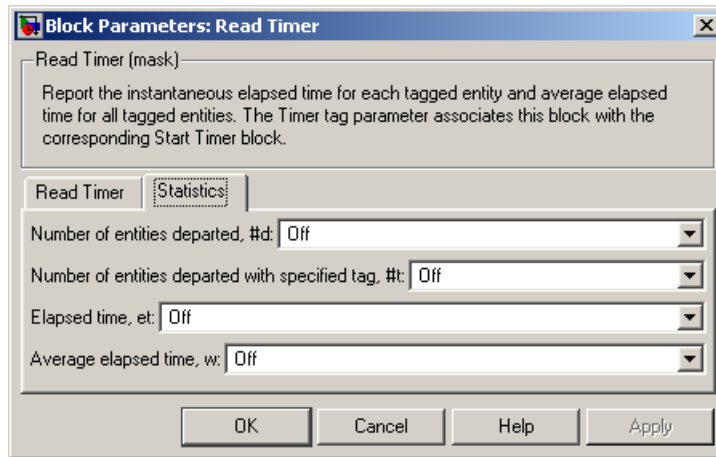 Block Parameters: Read Timer
Read Timer (mask)
Report the instantaneous elapsed time for each tagged entity and average elapsed
time for all tagged entities. The Timer tag parameter associates this block with the
corresponding Start Timer block.
Read Timer Statistics
Number of entities departed, #d: Off
Number of entities departed with specified tag, #t: Off
Elapsed time, et: Off
Average elapsed time, w: Off
OK Cancel Help Apply